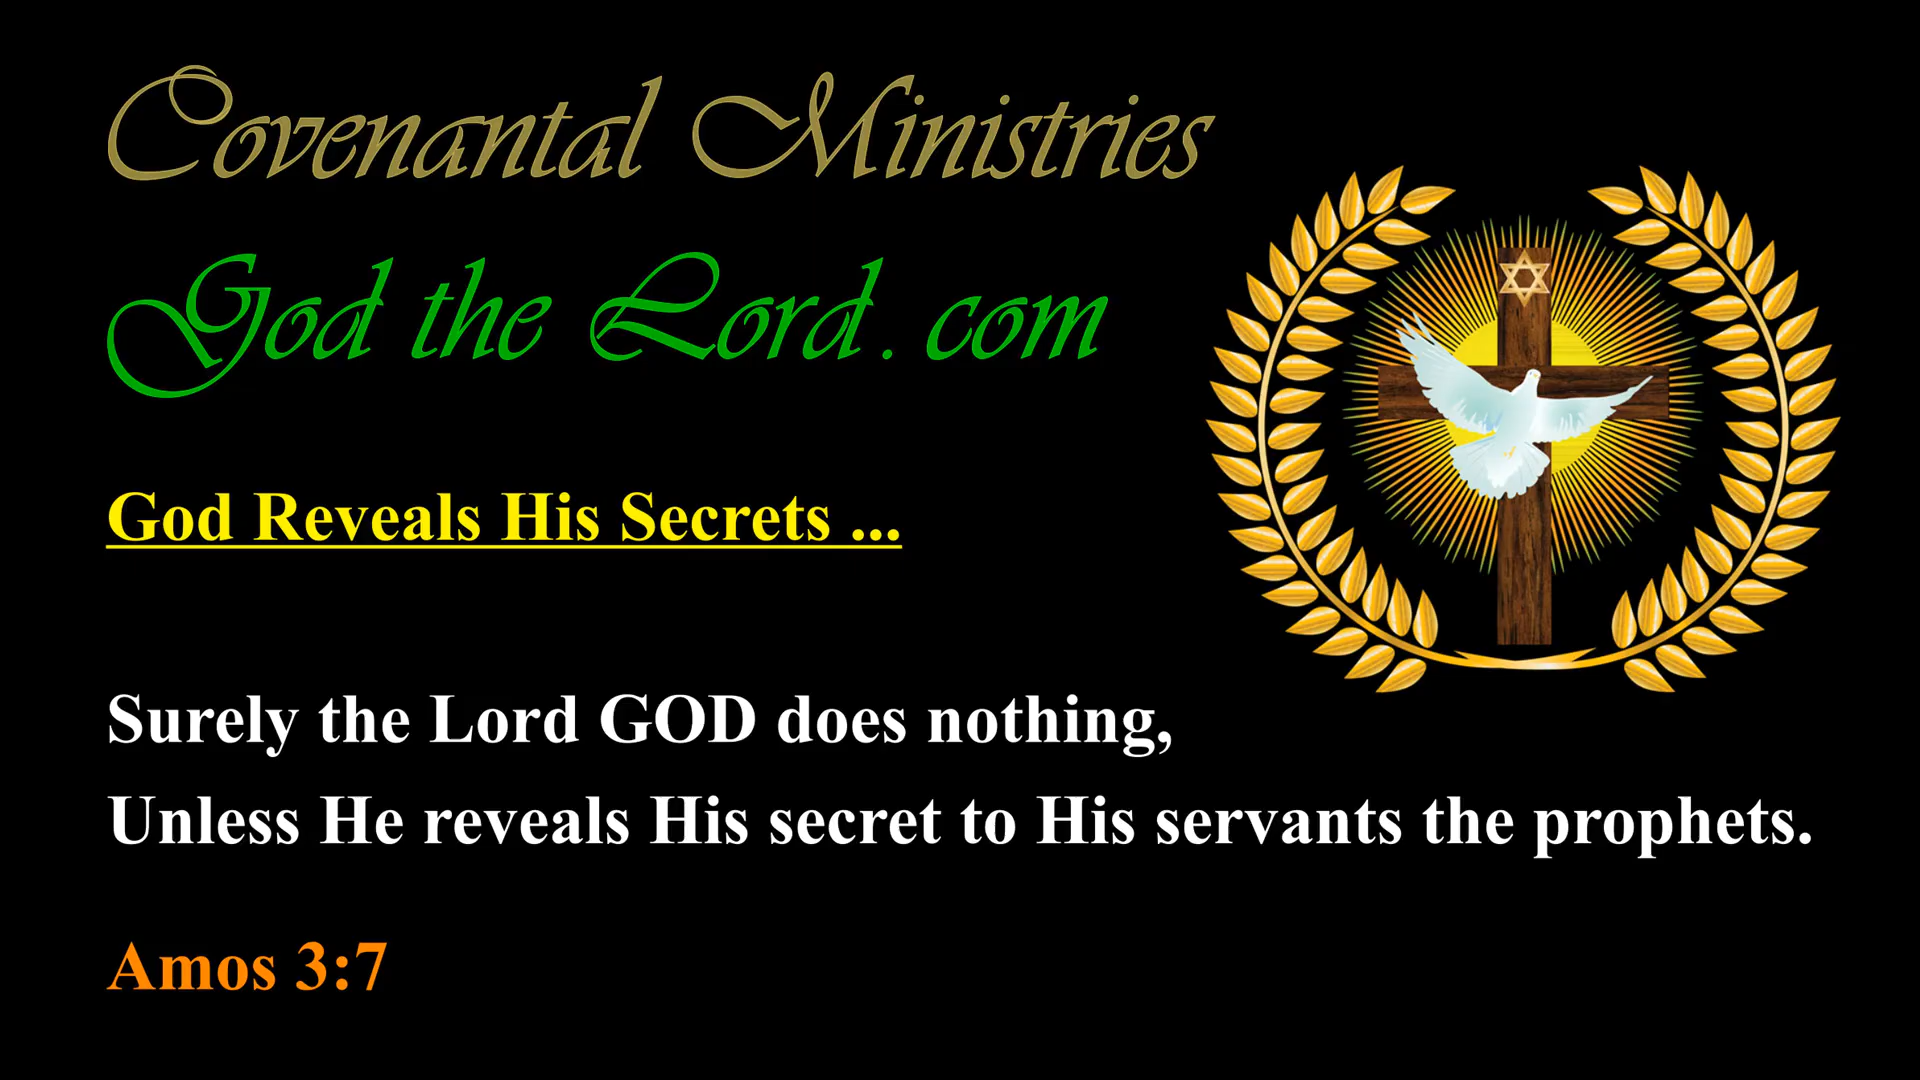 Covenantal Ministries
God the Lord . com
God Reveals His Secrets ...
Surely the Lord GOD does nothing,
Unless He reveals His secret to His servants the prophets.
Amos 3:7